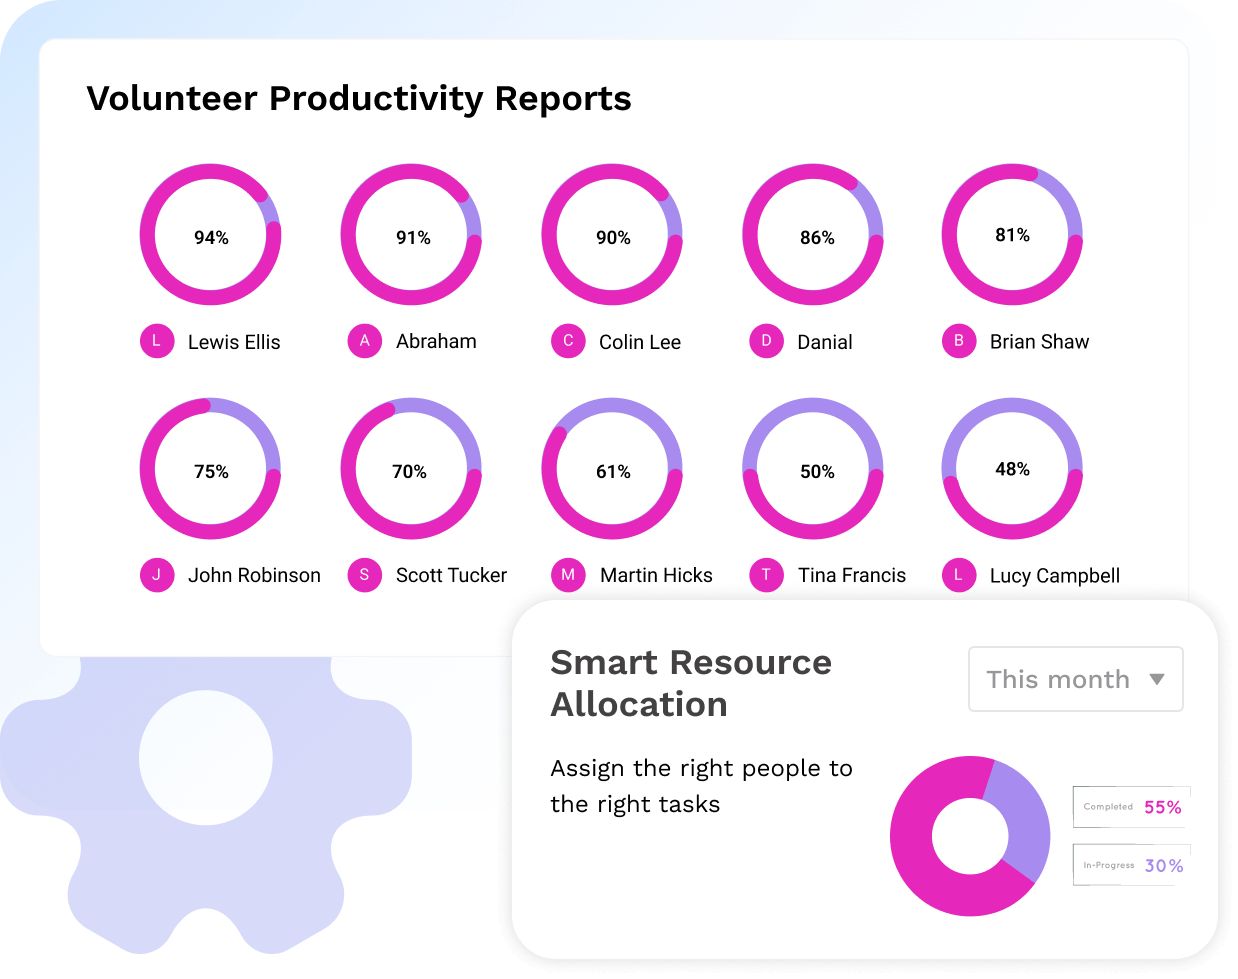 Volunteer Productivity Reports
94%
91%
90%
86%
81%
L Lewis Ellis
A Abraham
C Colin Lee
D Danial
B Brian Shaw
75%
70%
61%
50%
48%
J John Robinson
S Scott Tucker
M Martin Hicks
T Tina Francis
L Lucy Campbell
Smart Resource
Allocation
This month
Assign the right people to
the right tasks
Completed 55%
In-Progress 30%